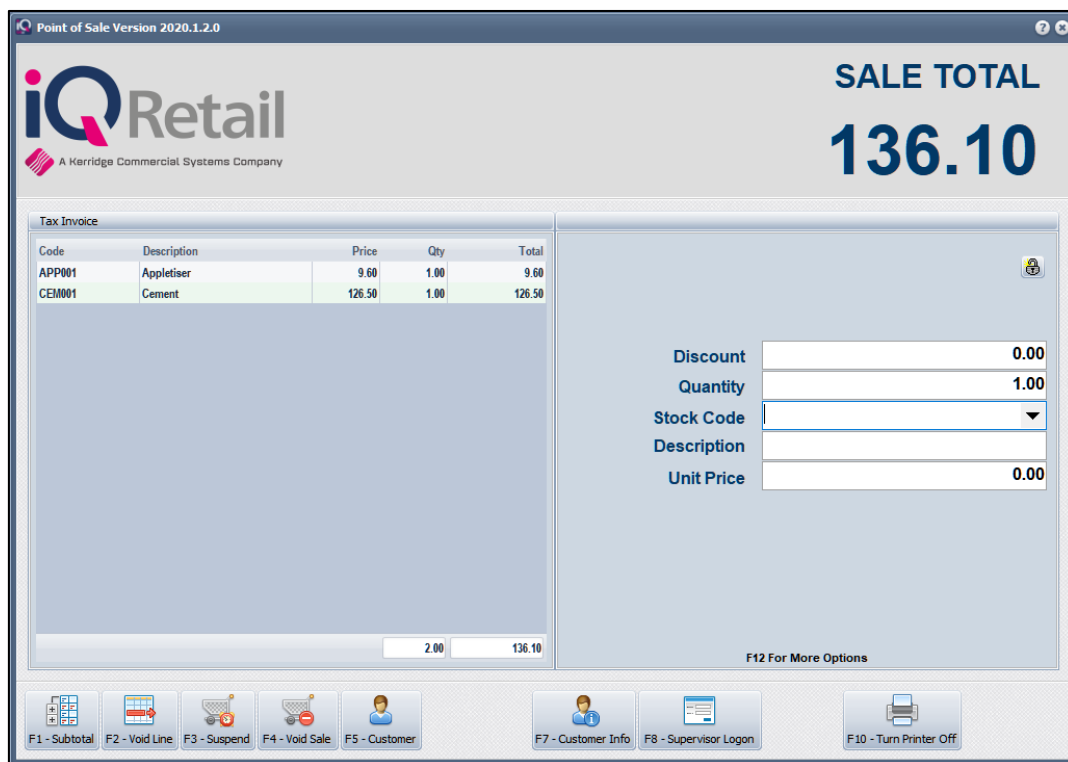 Point of Sale Version 2020.1.2.0
iQ Retail
A Kerridge Commercial Systems Company
SALE TOTAL
136.10
Tax Invoice
Code Description Price Qty Total
APP001 Appletiser 9.60 1.00 9.60
CEM001 Cement 126.50 1.00 126.50
2.00 136.10
Discount 0.00
Quantity 1.00
Stock Code
Description
Unit Price 0.00
F12 For More Options
F1 - Subtotal F2 - Void Line F3 - Suspend F4 - Void Sale F5 - Customer F7 - Customer Info F8 - Supervisor Logon F10 - Turn Printer Off